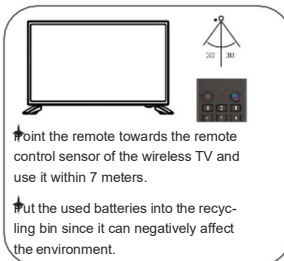 30 30
Point the remote towards the remote
control sensor of the wireless TV and
use it within 7 meters.
Put the used batteries into the recyc-
ling bin since it can negatively affect
the environment.